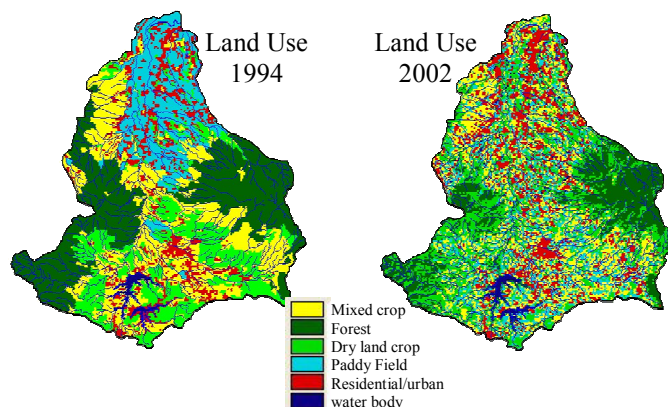 Land Use
1994
Land Use
2002
Mixed crop
Forest
Dry land crop
Paddy Field
Residential/urban
water body